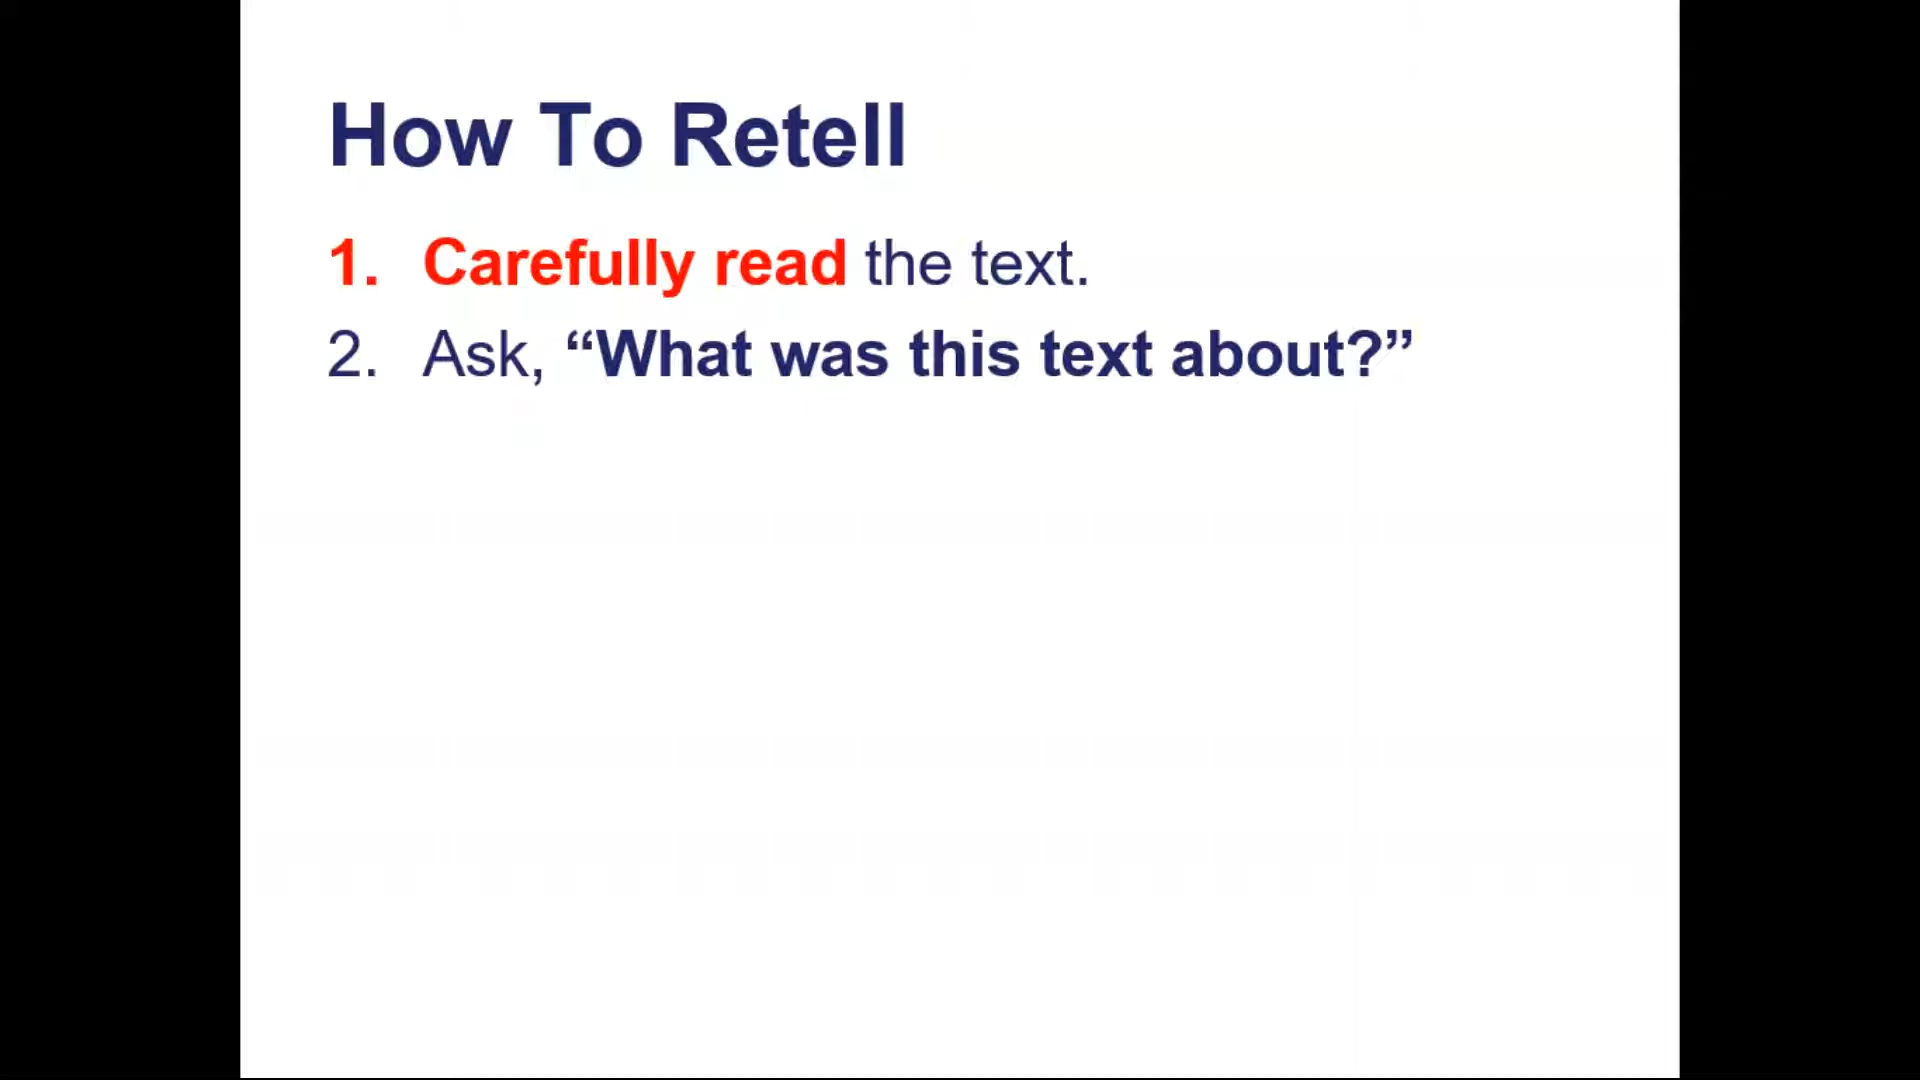 How To Retell
1. Carefully read the text.
2. Ask, “What was this text about?”